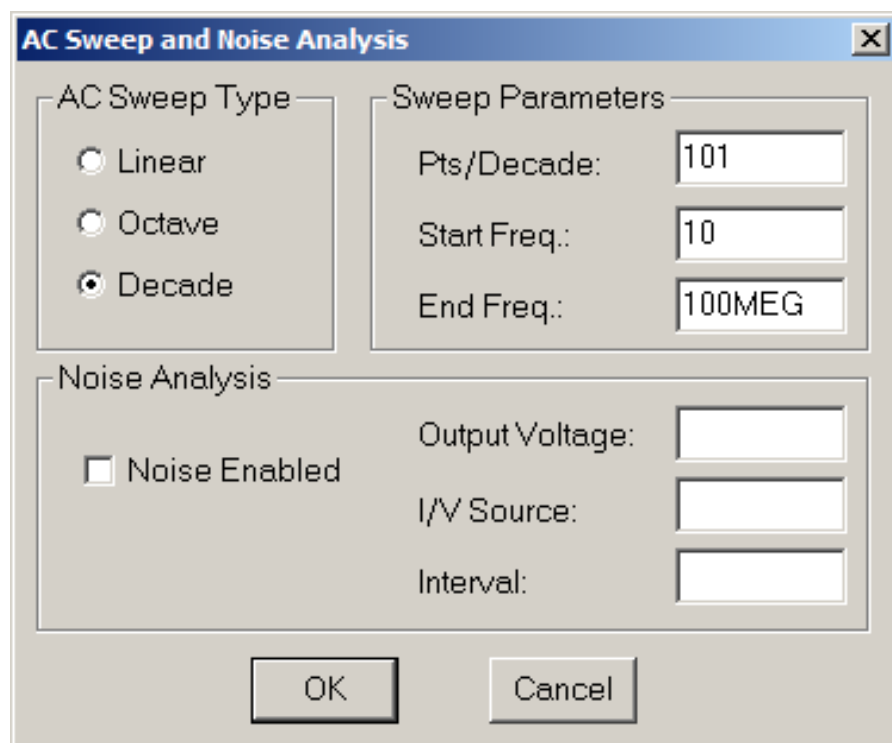 AC Sweep and Noise Analysis
AC Sweep Type
Linear
Octave
Decade
Sweep Parameters
Pts/Decade: 101
Start Freq.: 10
End Freq.: 100MEG
Noise Analysis
Noise Enabled
Output Voltage:
I/V Source:
Interval:
OK Cancel